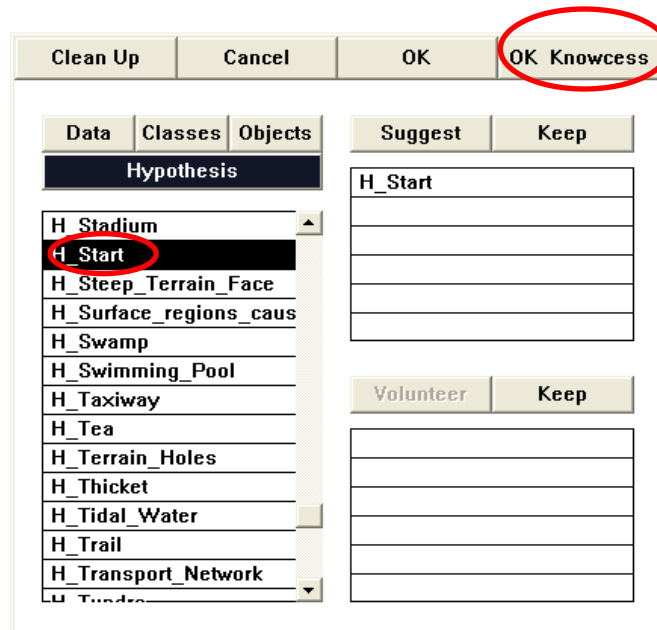 Clean Up
Cancel
OK
OK Knowcess
Data
Classes
Objects
Hypothesis
H_Stadium
H_Start
H_Steep_Terrain_Face
H_Surface_regions_caus
H_Swamp
H_Swimming_Pool
H_Taxiway
H_Tea
H_Terrain_Holes
H_Thicket
H_Tidal_Water
H_Trail
H_Transport_Network
H_Tundra
Suggest
Keep
H_Start
Volunteer
Keep